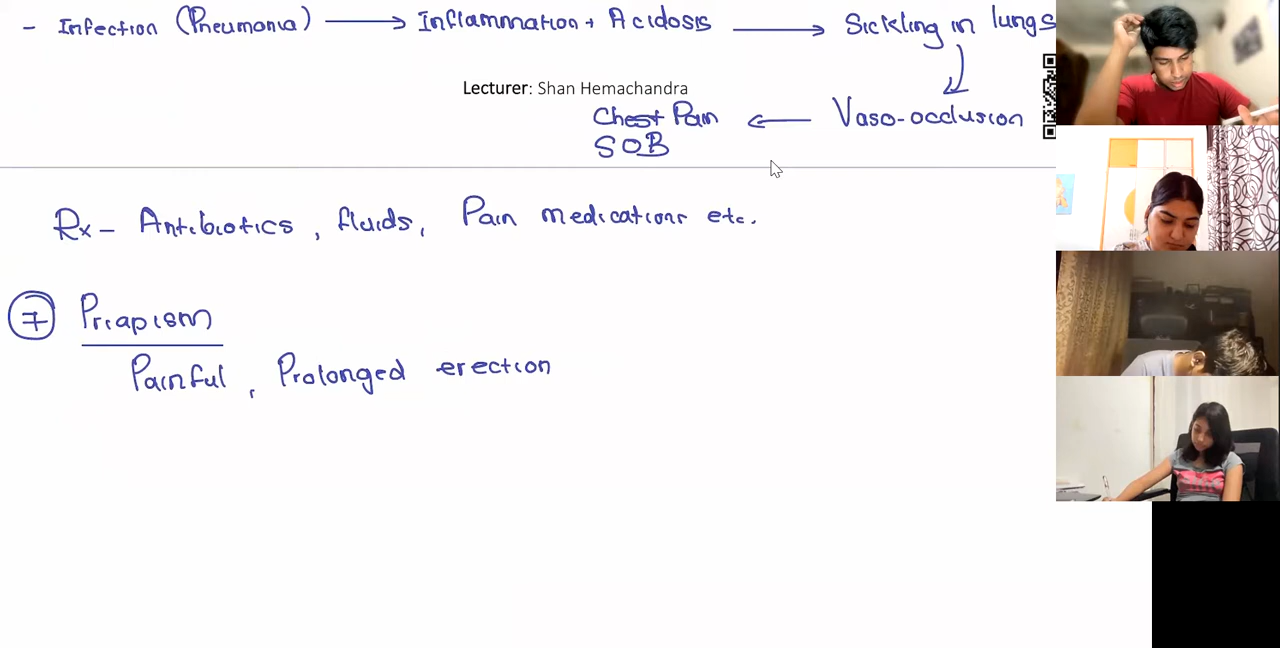 - Infection (Pneumonia) → Inflammation + Acidosis → Sickling in lungs
Lecturer: Shan Hemachandra
Chest Pain ← Vaso-occlusion
SOB
Rx - Antibiotics, fluids, Pain medications etc.
7 Priapism
Painful, Prolonged erection